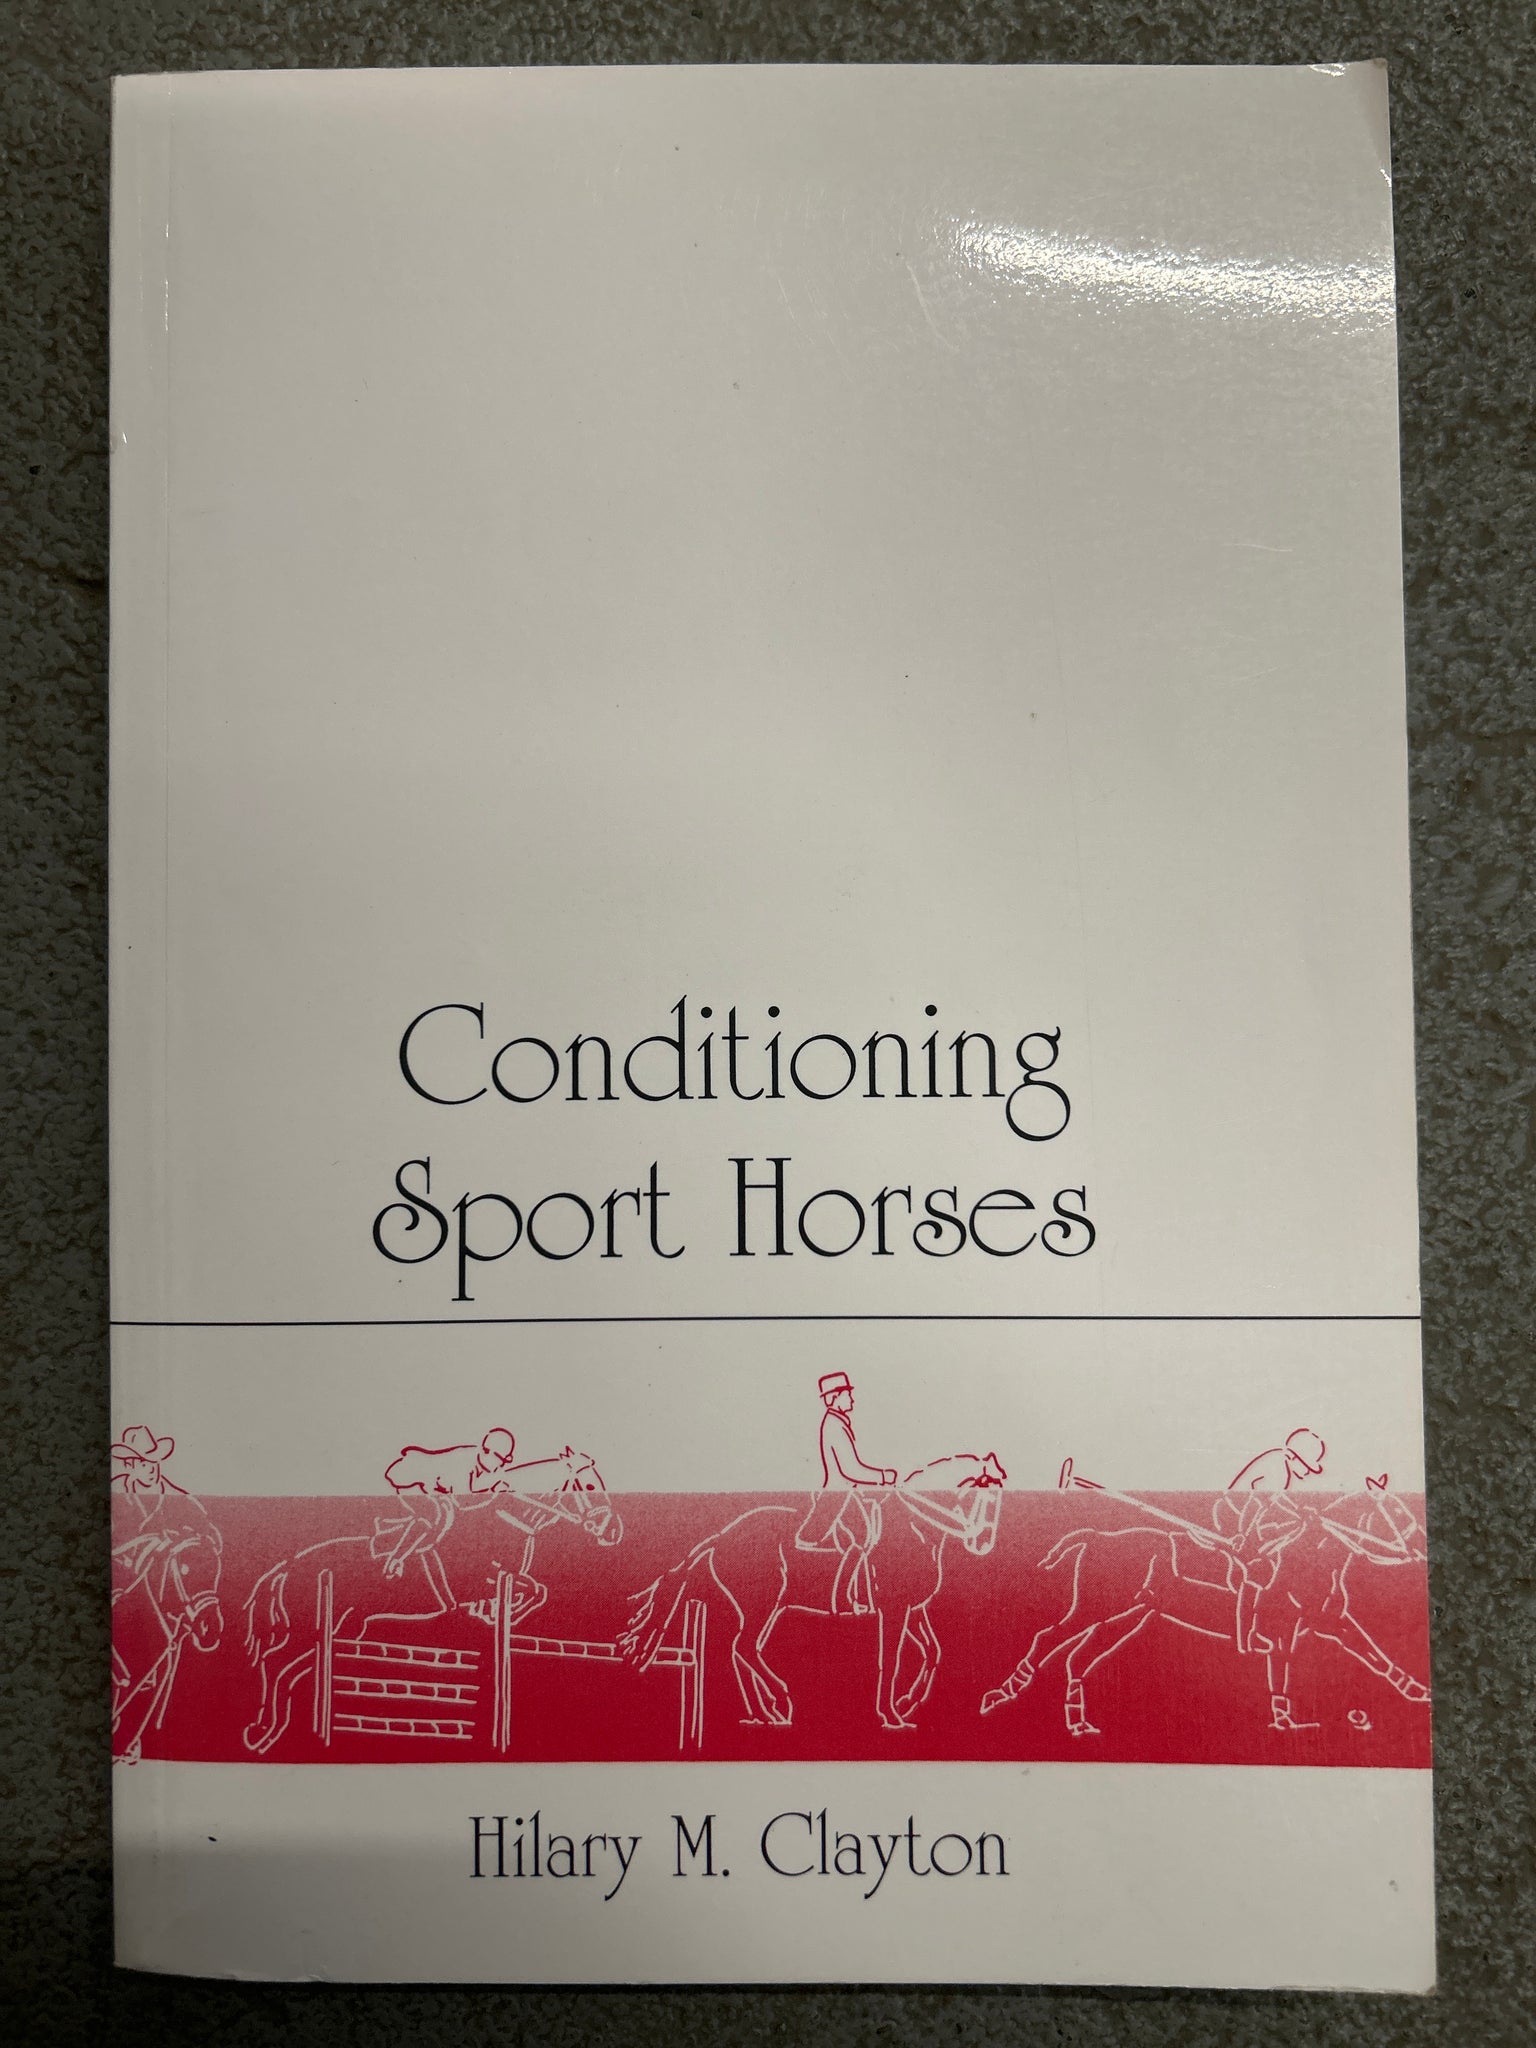 Conditioning
Sport Horses
Hilary M. Clayton